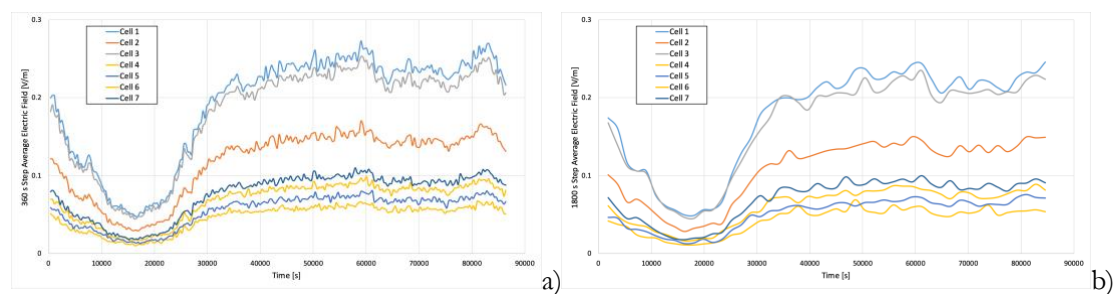 0.3
0.2
0.1
0
360 s Step Average Electric Field [V/m]
Cell 1
Cell 2
Cell 3
Cell 4
Cell 5
Cell 6
Cell 7
0 10000 20000 30000 40000 50000 60000 70000 80000 90000
Time [s]
a)
0.3
0.2
0.1
0
1800 s Step Average Electric Field [V/m]
Cell 1
Cell 2
Cell 3
Cell 4
Cell 5
Cell 6
Cell 7
0 10000 20000 30000 40000 50000 60000 70000 80000 90000
Time [s]
b)